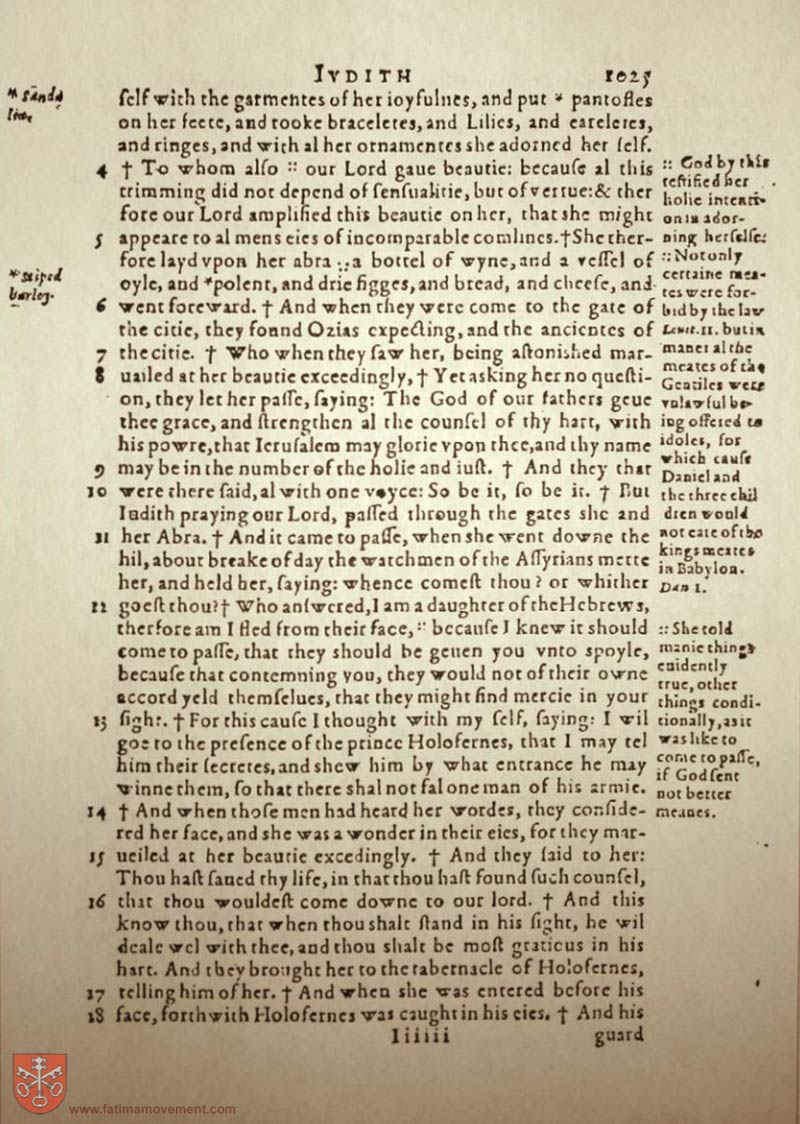 IVDITH 1025
* sanda
lies,
ſelf with the garmentes of her ioyfulnes, and put * pantofles
on her feete, and tooke braceletes, and Lilies, and eareletes,
and ringes, and with al her ornamentes she adorned her ſelf.
4 † To whom alſo :: our Lord gaue beautie: becauſe al this
trimming did not depend of ſenſualitie, but of vertue: & ther
fore our Lord amplified this beautie on her, that she might
5 appeare to al mens eies of incomparable comlines. † She ther-
fore layd vpon her abra :: a bottel of wyne, and a veſſel of
oyle, and *polent, and drie figges, and bread, and cheeſe, and
6 went foreward. † And when they were come to the gate of
the citie, they found Ozias expecting, and the ancientes of
7 the citie. † Who when they ſaw her, being aſtonished mar-
8 uailed at her beautie exceedingly, † Yet asking her no queſti-
on, they let her paſſe, ſaying: The God of our fathers geue
thee grace, and ſtrengthen al the counſel of thy hart, with
his powre, that Ieruſalem may glorie vpon thee, and thy name
9 may be in the number of the holie and iuſt. † And they that
10 were there ſaid, al with one voyce: So be it, ſo be it. † But
Iudith praying our Lord, paſſed through the gates she and
11 her Abra. † And it came to paſſe, when she went downe the
hil, about breake of day the watchmen of the Aſſyrians mette
her, and held her, ſaying: whence comeſt thou? or whither
12 goeſt thou? † Who anſwered, I am a daughter of the Hebrews,
therfore am I fled from their face, :: becauſe I knew it should
come to paſſe, that they should be geuen you vnto spoyle,
becauſe that contemning you, they would not of their owne
accord yeld themſelues, that they might find mercie in your
13 ſight. † For this cauſe I thought with my ſelf, ſaying: I wil
goe to the preſence of the prince Holofernes, that I may tel
him their ſecretes, and shew him by what entrance he may
winne them, ſo that there shal not fal one man of his armie.
14 † And when thoſe men had heard her wordes, they conſide-
red her face, and she was a wonder in their eies, for they mar-
15 ueiled at her beautie excedingly. † And they ſaid to her:
Thou haſt ſaued thy life, in that thou haſt found ſuch counſel,
16 that thou wouldeſt come downe to our lord. † And this
know thou, that when thou shalt ſtand in his ſight, he wil
deale wel with thee, and thou shalt be moſt gratious in his
hart. And they brought her to the tabernacle of Holofernes,
17 telling him of her. † And when she was entered before his
18 face, forthwith Holofernes was caught in his eies. † And his
Iiiiii guard
*
barley.
:: God by this
teſtified her
holie intenti-
on in ador-
ning herſelfe:
:: Not only
certaine mea-
tes were for-
bid by the law
Leuit. 11. but in
maner al the
meates of the
Gentiles were
vnlawful be-
ing offered to
idoles, for
which cauſe
Daniel and
the three chil
dren would
not eate of the
kings meates
in Babylon.
Dan 1.
:: She told
manie things
euidently
true, other
things condi-
tionally, as it
was like to
come to paſſe,
if God ſent
not better
meanes.
www.fatimamovement.com